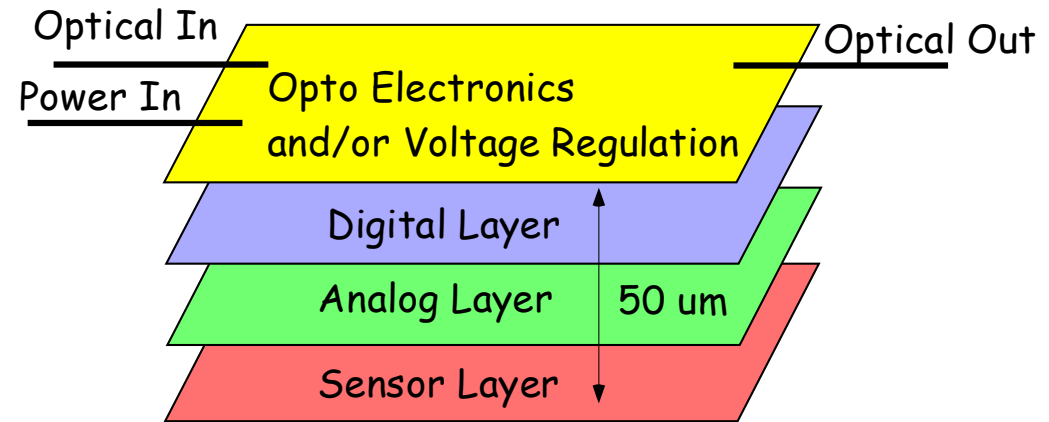 Optical In
Optical Out
Power In
Opto Electronics
and/or Voltage Regulation
Digital Layer
Analog Layer
50 um
Sensor Layer